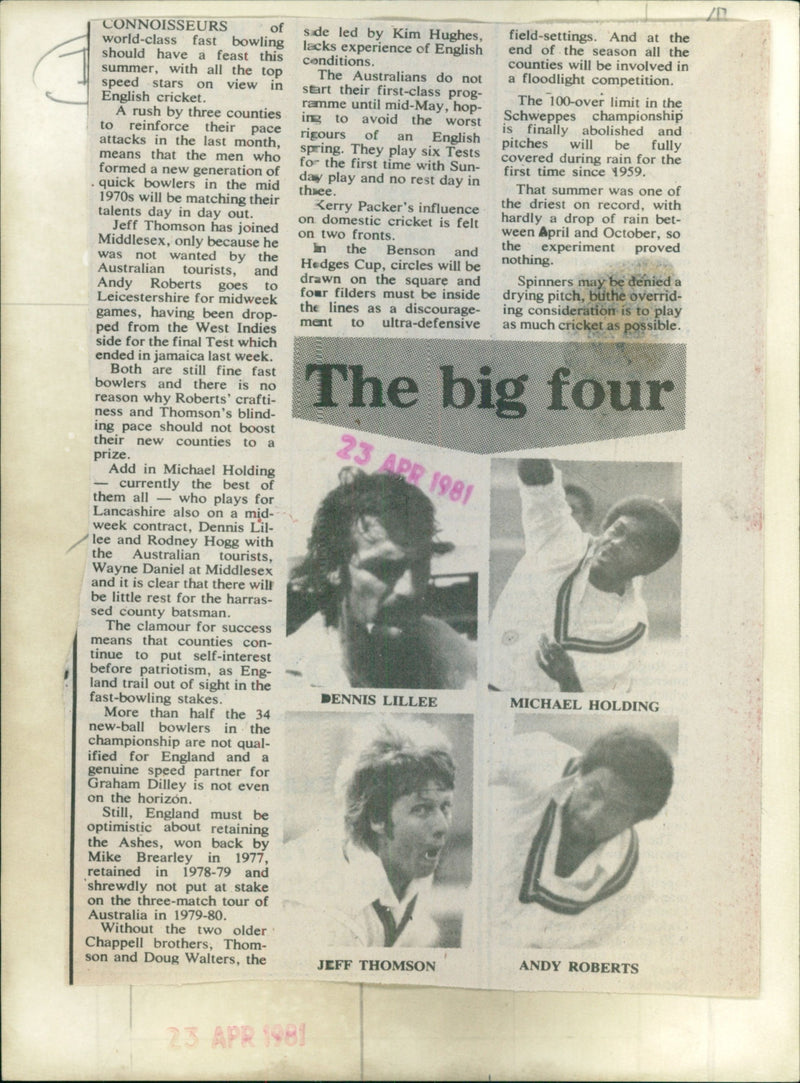 CONNOISSEURS of
world-class fast bowling
should have a feast this
summer, with all the top
speed stars on view in
English cricket.
A rush by three counties
to reinforce their pace
attacks in the last month,
means that the men who
formed a new generation of
quick bowlers in the mid
1970s will be matching their
talents day in day out.
Jeff Thomson has joined
Middlesex, only because he
was not wanted by the
Australian tourists, and
Andy Roberts goes to
Leicestershire for midweek
games, having been drop-
ped from the West Indies
side for the final Test which
ended in jamaica last week.
Both are still fine fast
bowlers and there is no
reason why Roberts' crafti-
ness and Thomson's blind-
ing pace should not boost
their new counties to a
prize.
Add in Michael Holding
— currently the best of
them all — who plays for
Lancashire also on a mid-
week contract, Dennis Lil-
lee and Rodney Hogg with
the Australian tourists,
Wayne Daniel at Middlesex
and it is clear that there will
be little rest for the harras-
sed county batsman.
The clamour for success
means that counties con-
tinue to put self-interest
before patriotism, as Eng-
land trail out of sight in the
fast-bowling stakes.
More than half the 34
new-ball bowlers in the
championship are not qual-
ified for England and a
genuine speed partner for
Graham Dilley is not even
on the horizon.
Still, England must be
optimistic about retaining
the Ashes, won back by
Mike Brearley in 1977,
retained in 1978-79 and
shrewdly not put at stake
on the three-match tour of
Australia in 1979-80.
Without the two older
Chappell brothers, Thom-
son and Doug Walters, the
side led by Kim Hughes,
lacks experience of English
conditions.
The Australians do not
start their first-class prog-
ramme until mid-May, hop-
ing to avoid the worst
rigours of an English
spring. They play six Tests
for the first time with Sun-
day play and no rest day in
three.
Kerry Packer's influence
on domestic cricket is felt
on two fronts.
In the Benson and
Hedges Cup, circles will be
drawn on the square and
four filders must be inside
the lines as a discourage-
ment to ultra-defensive
field-settings. And at the
end of the season all the
counties will be involved in
a floodlight competition.
The 100-over limit in the
Schweppes championship
is finally abolished and
pitches will be fully
covered during rain for the
first time since 1959.
That summer was one of
the driest on record, with
hardly a drop of rain bet-
ween April and October, so
the experiment proved
nothing.
Spinners may be denied a
drying pitch, buthe overrid-
ing consideration is to play
as much cricket as possible.
The big four
23 APR 1981
DENNIS LILLEE
MICHAEL HOLDING
JEFF THOMSON
ANDY ROBERTS
23 APR 1981